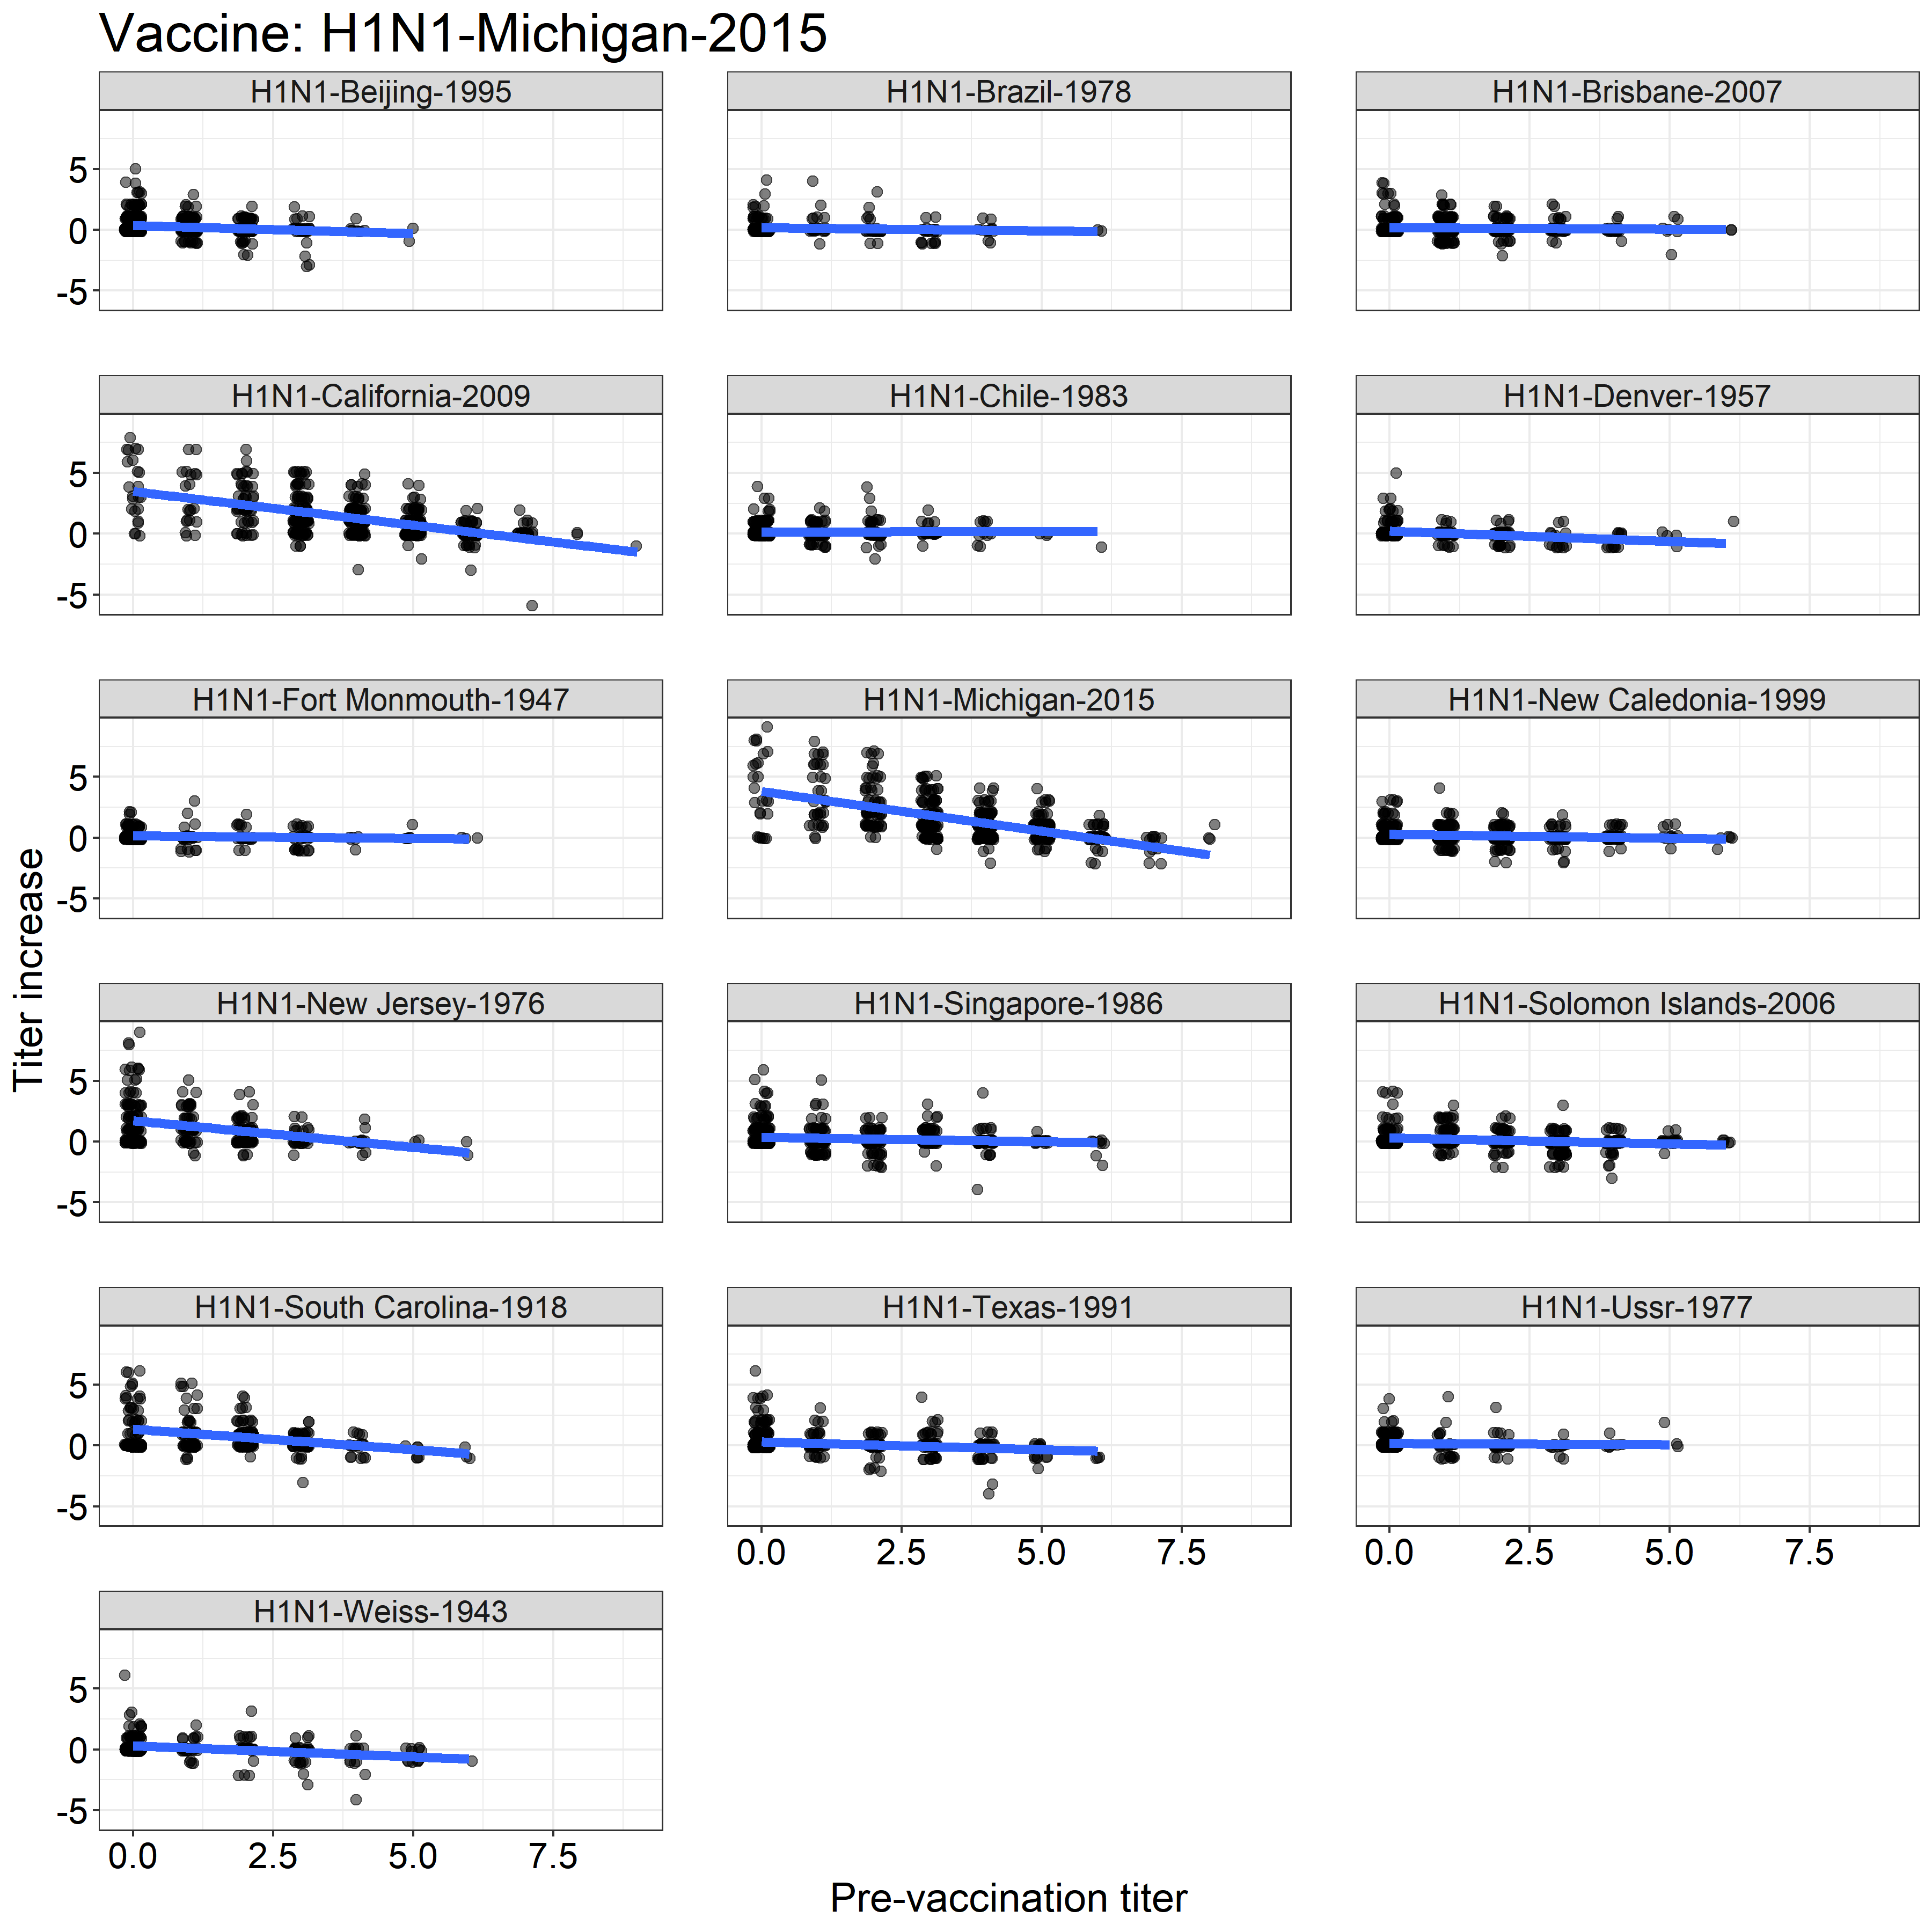 Vaccine: H1N1-Michigan-2015
H1N1-Beijing-1995
H1N1-Brazil-1978
H1N1-Brisbane-2007
5
0
-5
H1N1-California-2009
H1N1-Chile-1983
H1N1-Denver-1957
5
0
-5
H1N1-Fort Monmouth-1947
H1N1-Michigan-2015
H1N1-New Caledonia-1999
5
0
-5
Titer increase
H1N1-New Jersey-1976
H1N1-Singapore-1986
H1N1-Solomon Islands-2006
5
0
-5
H1N1-South Carolina-1918
H1N1-Texas-1991
H1N1-Ussr-1977
5
0
-5
0.0 2.5 5.0 7.5
0.0 2.5 5.0 7.5
H1N1-Weiss-1943
5
0
-5
0.0 2.5 5.0 7.5
Pre-vaccination titer